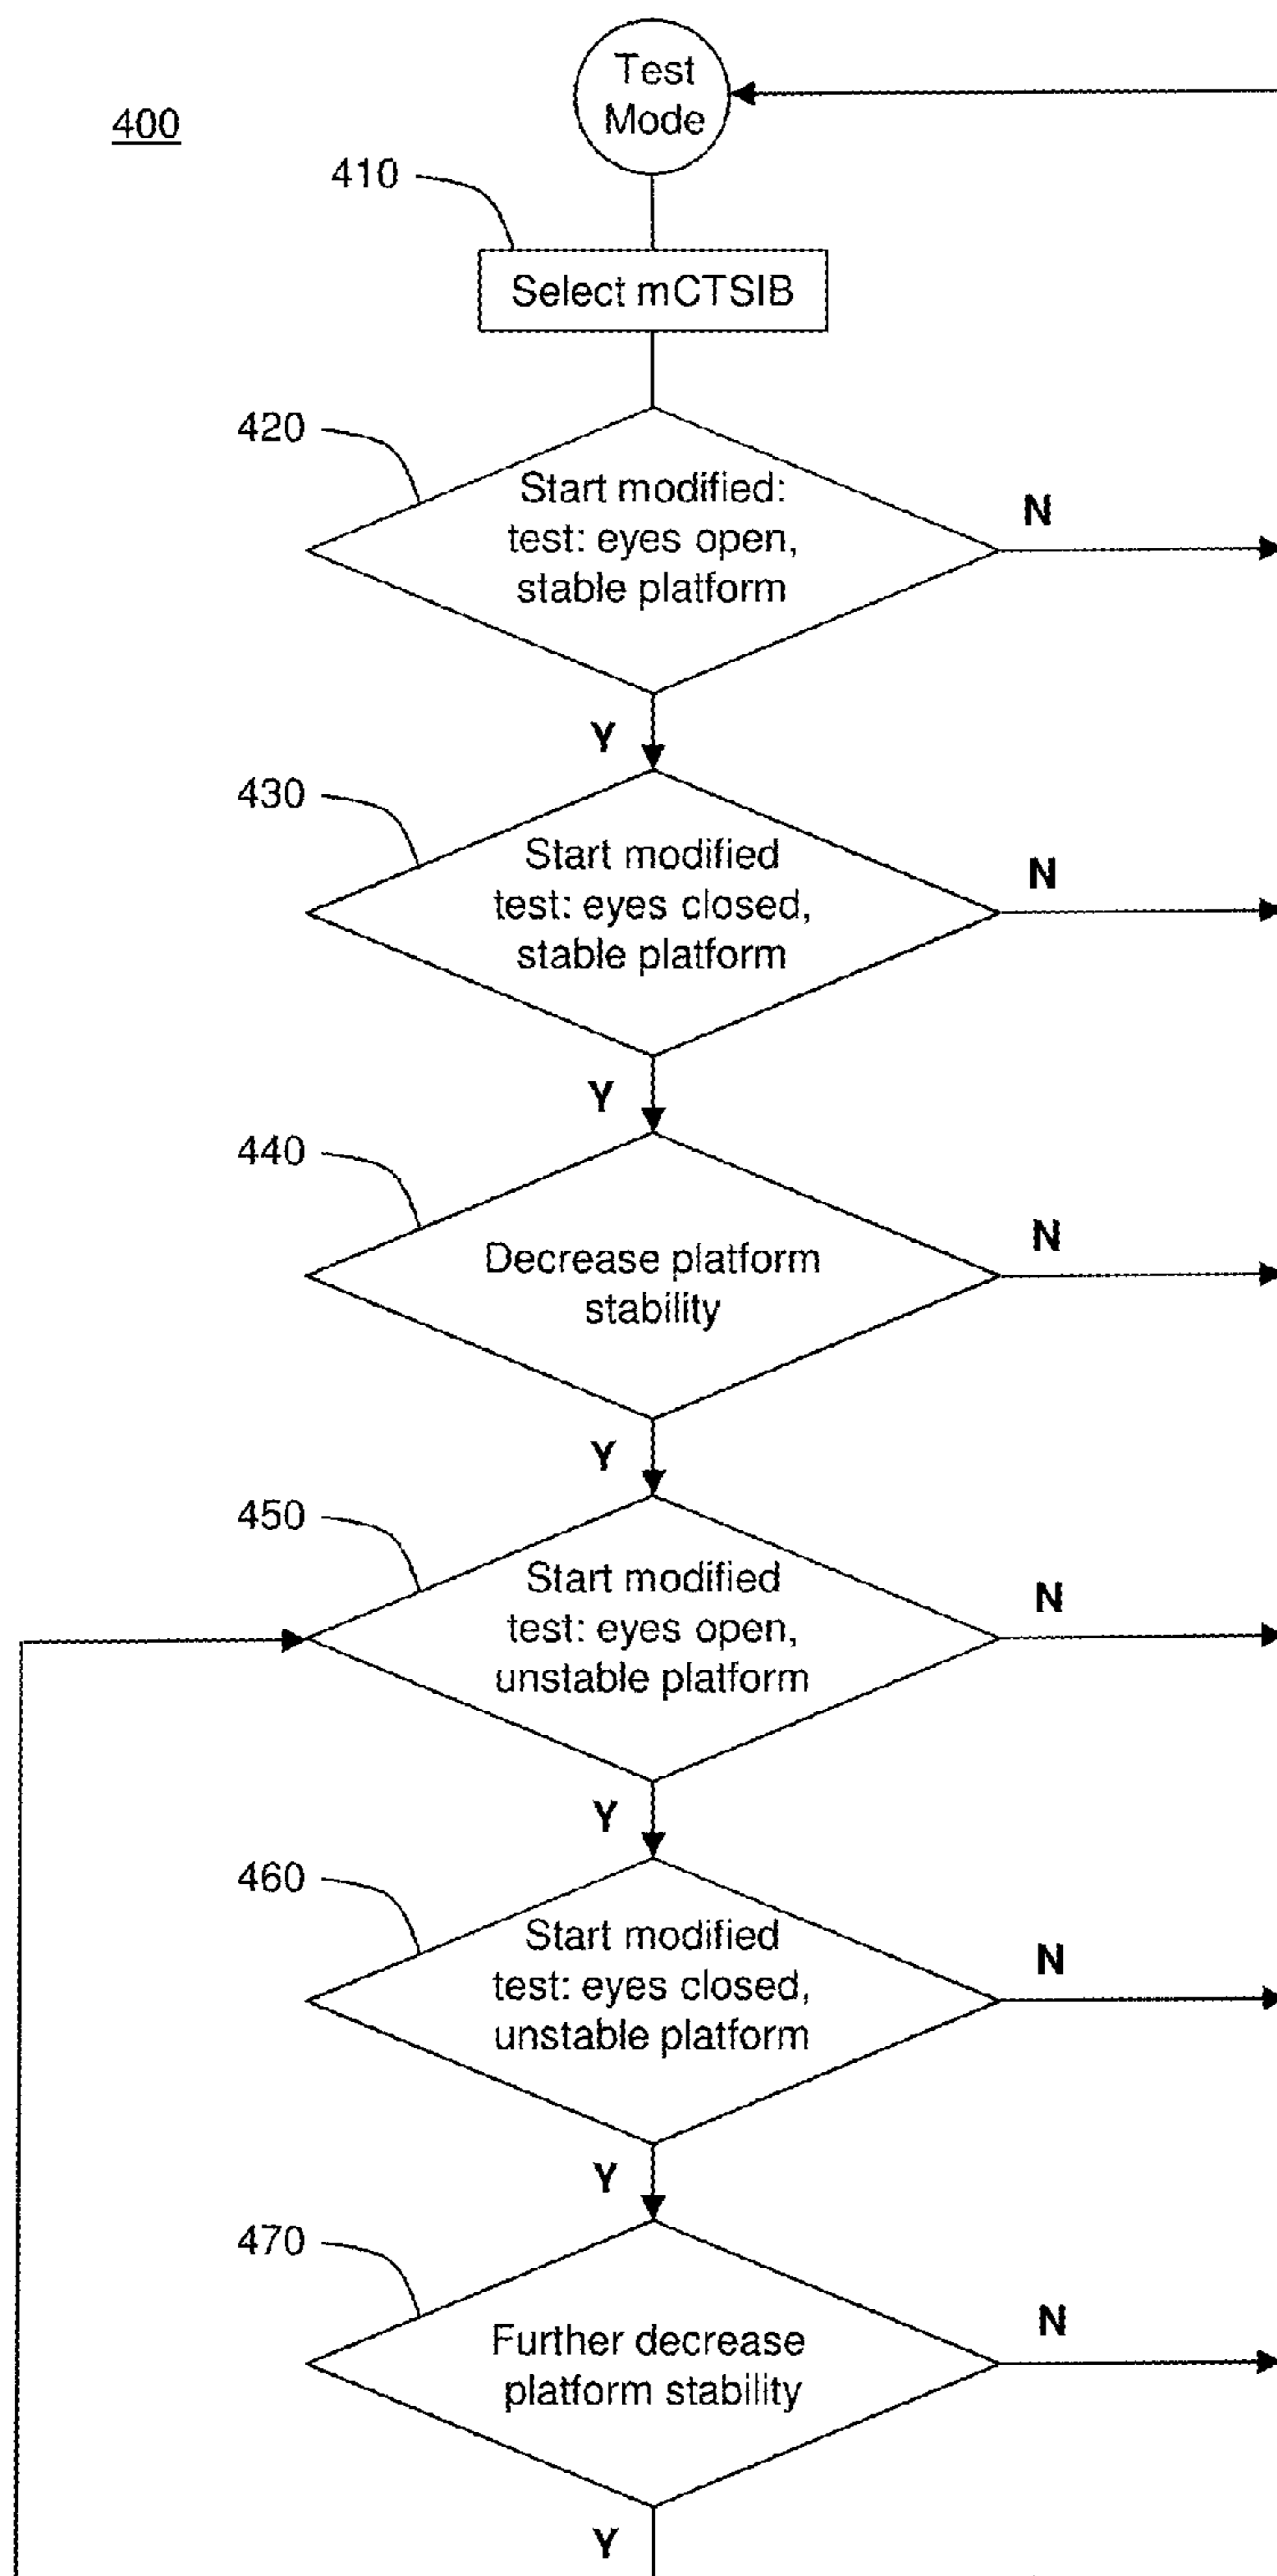 Test
Mode
400
410
Select mCTSIB
420
Start modified:
test: eyes open,
stable platform
N
Y
430
Start modified
test: eyes closed,
stable platform
N
Y
440
Decrease platform
stability
N
Y
450
Start modified
test: eyes open,
unstable platform
N
Y
460
Start modified
test: eyes closed,
unstable platform
N
Y
470
Further decrease
platform stability
N
Y